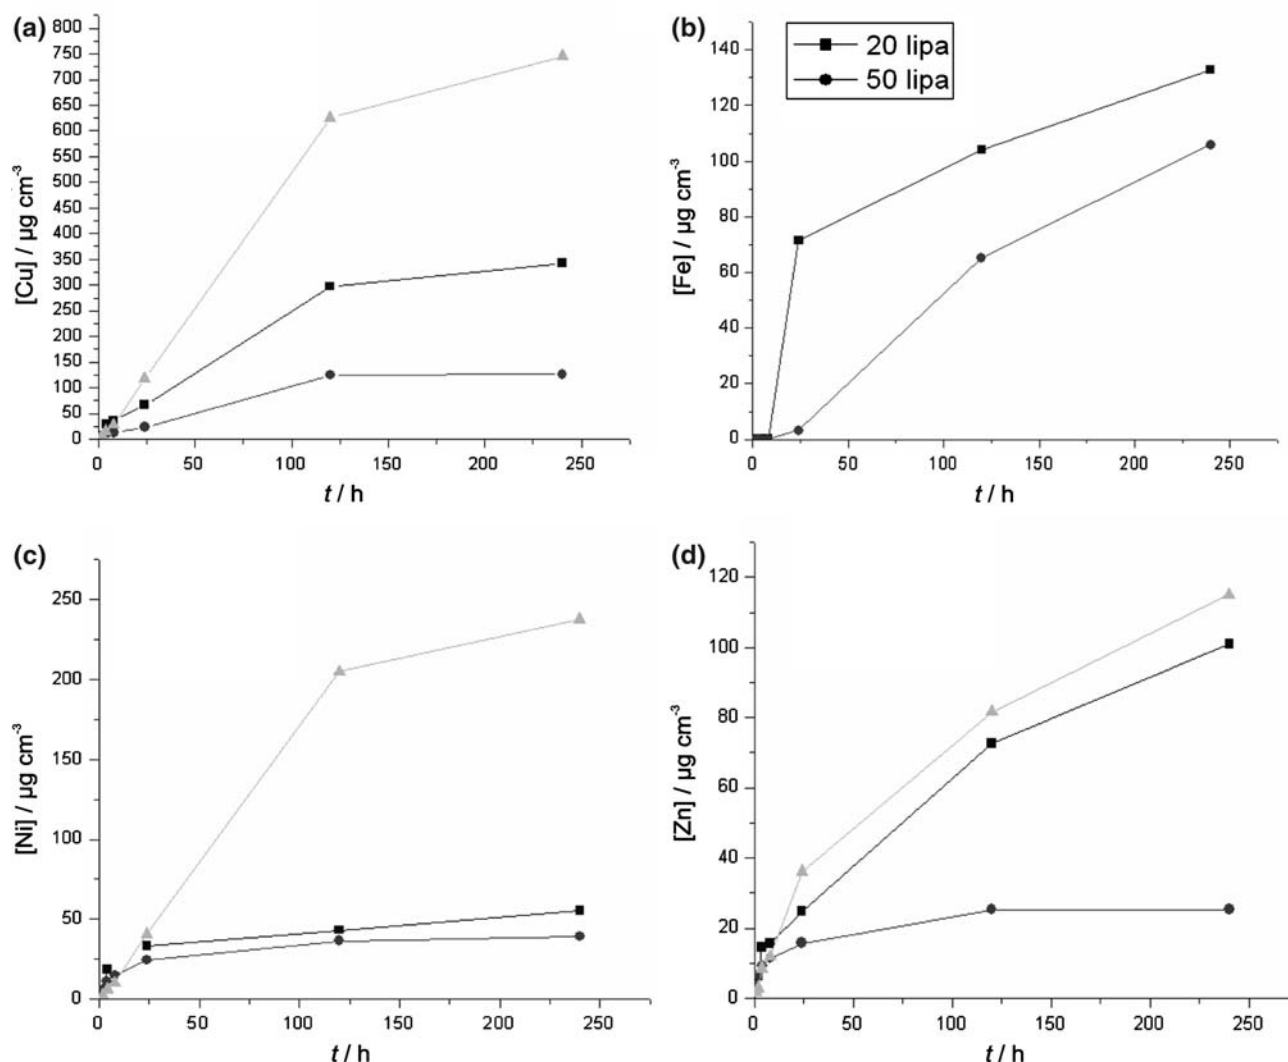 (a)
800
750
700
650
600
550
500
450
400
350
300
250
200
150
100
50
0
[Cu] / µg cm-3
0 50 100 150 200 250
t / h
(b)
20 lipa
50 lipa
140
120
100
80
60
40
20
0
[Fe] / µg cm-3
0 50 100 150 200 250
t / h
(c)
250
200
150
100
50
0
[Ni] / µg cm-3
0 50 100 150 200 250
t / h
(d)
120
100
80
60
40
20
0
[Zn] / µg cm-3
0 50 100 150 200 250
t / h